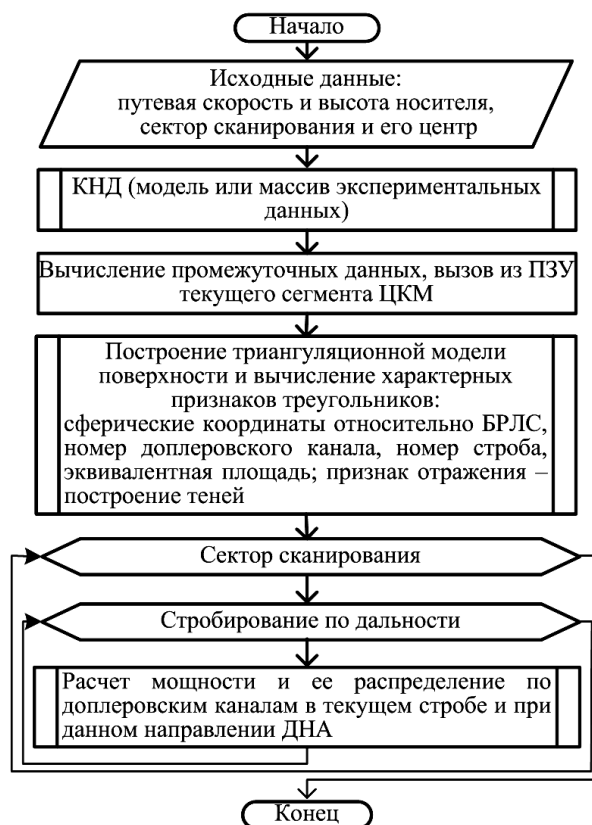 Начало
Исходные данные:
путевая скорость и высота носителя,
сектор сканирования и его центр
КНД (модель или массив экспериментальных
данных)
Вычисление промежуточных данных, вызов из ПЗУ
текущего сегмента ЦКМ
Построение триангуляционной модели
поверхности и вычисление характерных
признаков треугольников:
сферические координаты относительно БРЛС,
номер доплеровского канала, номер строба,
эквивалентная площадь; признак отражения –
построение теней
Сектор сканирования
Стробирование по дальности
Расчет мощности и ее распределение по
доплеровским каналам в текущем стробе и при
данном направлении ДНА
Конец